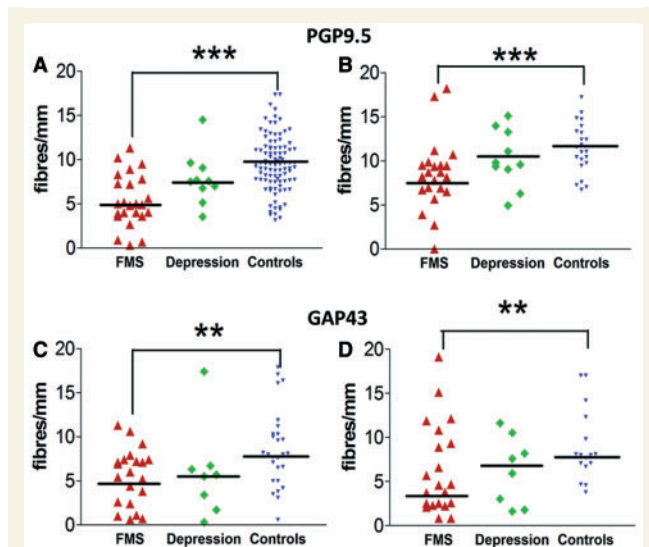 PGP9.5
A *** B ***
20 20
15 15
10 10
5 5
0 0
fibres/mm fibres/mm
FMS Depression Controls FMS Depression Controls
GAP43
C ** D **
20 20
15 15
10 10
5 5
0 0
fibres/mm fibres/mm
FMS Depression Controls FMS Depression Controls